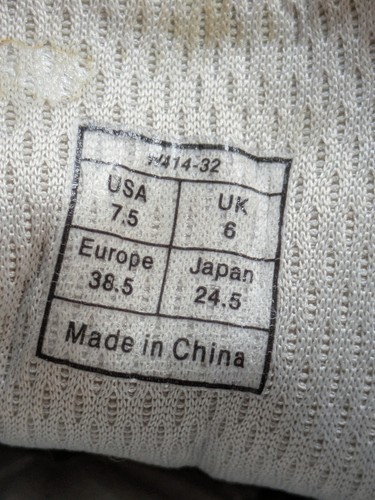 414-32
USA UK
7.5 6
Europe Japan
38.5 24.5
Made in China